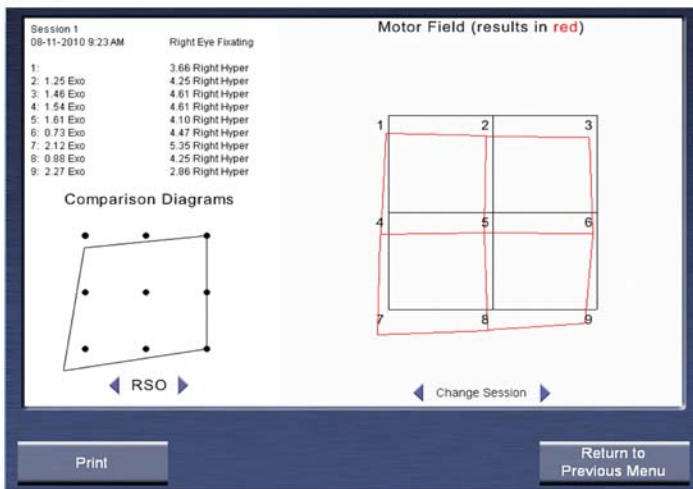 Session 1
08-11-2010 9:23 AM Right Eye Fixating
1: 3.66 Right Hyper
2: 1.25 Exo 4.25 Right Hyper
3: 1.46 Exo 4.61 Right Hyper
4: 1.54 Exo 4.61 Right Hyper
5: 1.61 Exo 4.10 Right Hyper
6: 0.73 Exo 4.47 Right Hyper
7: 2.12 Exo 5.35 Right Hyper
8: 0.88 Exo 4.25 Right Hyper
9: 2.27 Exo 2.86 Right Hyper
Comparison Diagrams
RSO
Motor Field (results in red)
1 2 3
4 5 6
7 8 9
Change Session
Print
Return to
Previous Menu